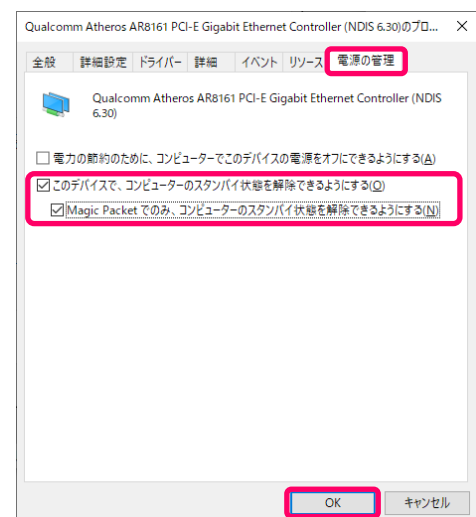 Qualcomm Atheros AR8161 PCI-E Gigabit Ethernet Controller (NDIS 6.30)のプロ...
全般 詳細設定 ドライバー 詳細 イベント リソース 電源の管理
Qualcomm Atheros AR8161 PCI-E Gigabit Ethernet Controller (NDIS
6.30)
電力の節約のために、コンピューターでこのデバイスの電源をオフにできるようにする(A)
このデバイスで、コンピューターのスタンバイ状態を解除できるようにする(O)
Magic Packet でのみ、コンピューターのスタンバイ状態を解除できるようにする(N)
OK キャンセル